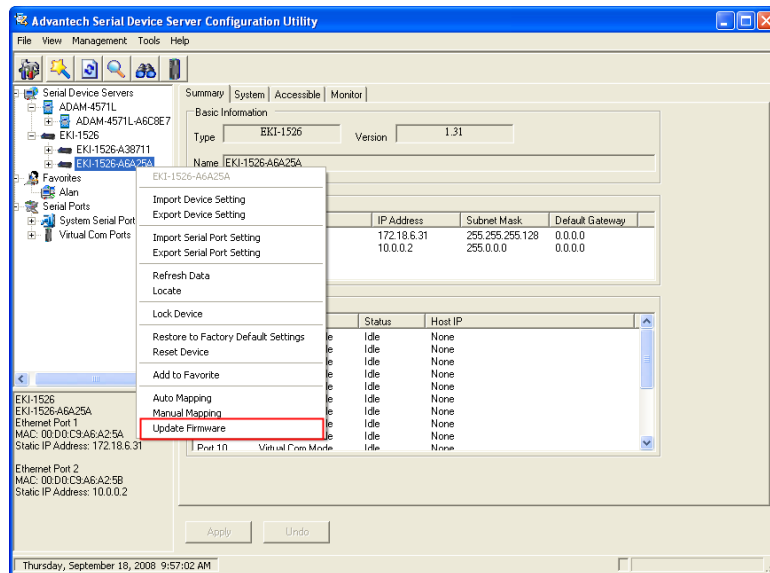 Advantech Serial Device Server Configuration Utility
File View Management Tools Help
Serial Device Servers
ADAM-4571L
ADAM-4571L-A6C8E7
EKI-1526
EKI-1526-A38711
EKI-1526-A6A25A
Favorites
Alan
Serial Ports
System Serial Port
Virtual Com Ports
Summary System Accessible Monitor
Basic Information
Type EKI-1526 Version 1.31
Name EKI-1526-A6A25A
EKI-1526-A6A25A
Import Device Setting
Export Device Setting
Import Serial Port Setting
Export Serial Port Setting
Refresh Data
Locate
Lock Device
Restore to Factory Default Settings
Reset Device
Add to Favorite
Auto Mapping
Manual Mapping
Update Firmware
IP Address Subnet Mask Default Gateway
172.18.6.31 255.255.255.128 0.0.0.0
10.0.0.2 255.0.0.0 0.0.0.0
Status Host IP
Idle None
Idle None
Idle None
Idle None
Idle None
Idle None
Idle None
Idle None
Idle None
Port 10 Virtual Com Mode Idle None
EKI-1526
EKI-1526-A6A25A
Ethernet Port 1
MAC: 00:D0:C9:A6:A2:5A
Static IP Address: 172.18.6.31
Ethernet Port 2
MAC: 00:D0:C9:A6:A2:5B
Static IP Address: 10.0.0.2
Apply Undo
Thursday, September 18, 2008 9:57:02 AM